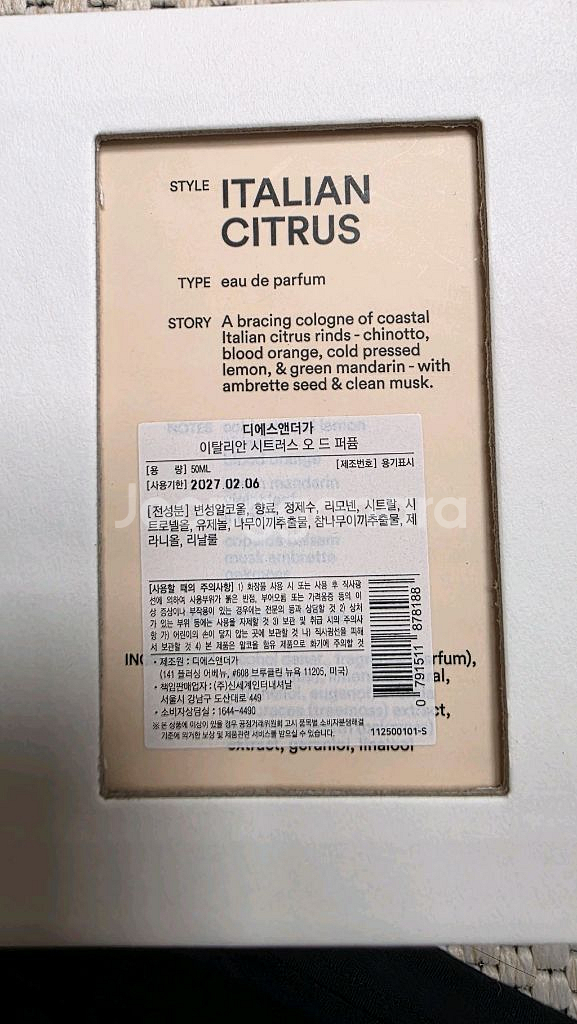 STYLE ITALIAN
CITRUS
TYPE eau de parfum
STORY A bracing cologne of coastal
Italian citrus rinds - chinotto,
blood orange, cold pressed
lemon, & green mandarin - with
ambrette seed & clean musk.
NOTES lemon
디에스앤더가
이탈리안 시트러스 오 드 퍼퓸
[용 량] 50ML [제조번호] 용기표시
[사용기한] 2027.02.06
[전성분] 변성알코올, 향료, 정제수, 리모넨, 시트랄, 시
트로넬올, 유제놀, 나무이끼추출물, 참나무이끼추출물, 제
라니올, 리날룰
[사용할 때의 주의사항] 1) 화장품 사용 시 또는 사용 후 직사광
선에 의하여 사용부위가 붉은 반점, 부어오름 또는 가려움증 등의 이
상 증상이나 부작용이 있는 경우에는 전문의 등과 상담할 것 2) 상처
가 있는 부위 등에는 사용을 자제할 것 3) 보관 및 취급 시의 주의사
항 가) 어린이의 손이 닿지 않는 곳에 보관할 것 나) 직사광선을 피해
서 보관할 것 4) 본 제품은 알코올 함유 제품으로 화기에 주의할 것
• 제조원 : 디에스앤더가
(141 플러싱 어베뉴, #608 브루클린 뉴욕 11205, 미국)
• 책임판매업자 : (주)신세계인터내셔날
서울시 강남구 도산대로 449
• 소비자상담실 : 1644-4490
※ 본 상품에 이상이 있을 경우 공정거래위원회 고시 품목별 소비자분쟁해결
기준에 의거한 보상 및 제품관련 서비스를 받으실 수 있습니다.
112500101-S
0 791511 878188
rfum),
extract, geraniol, linalool